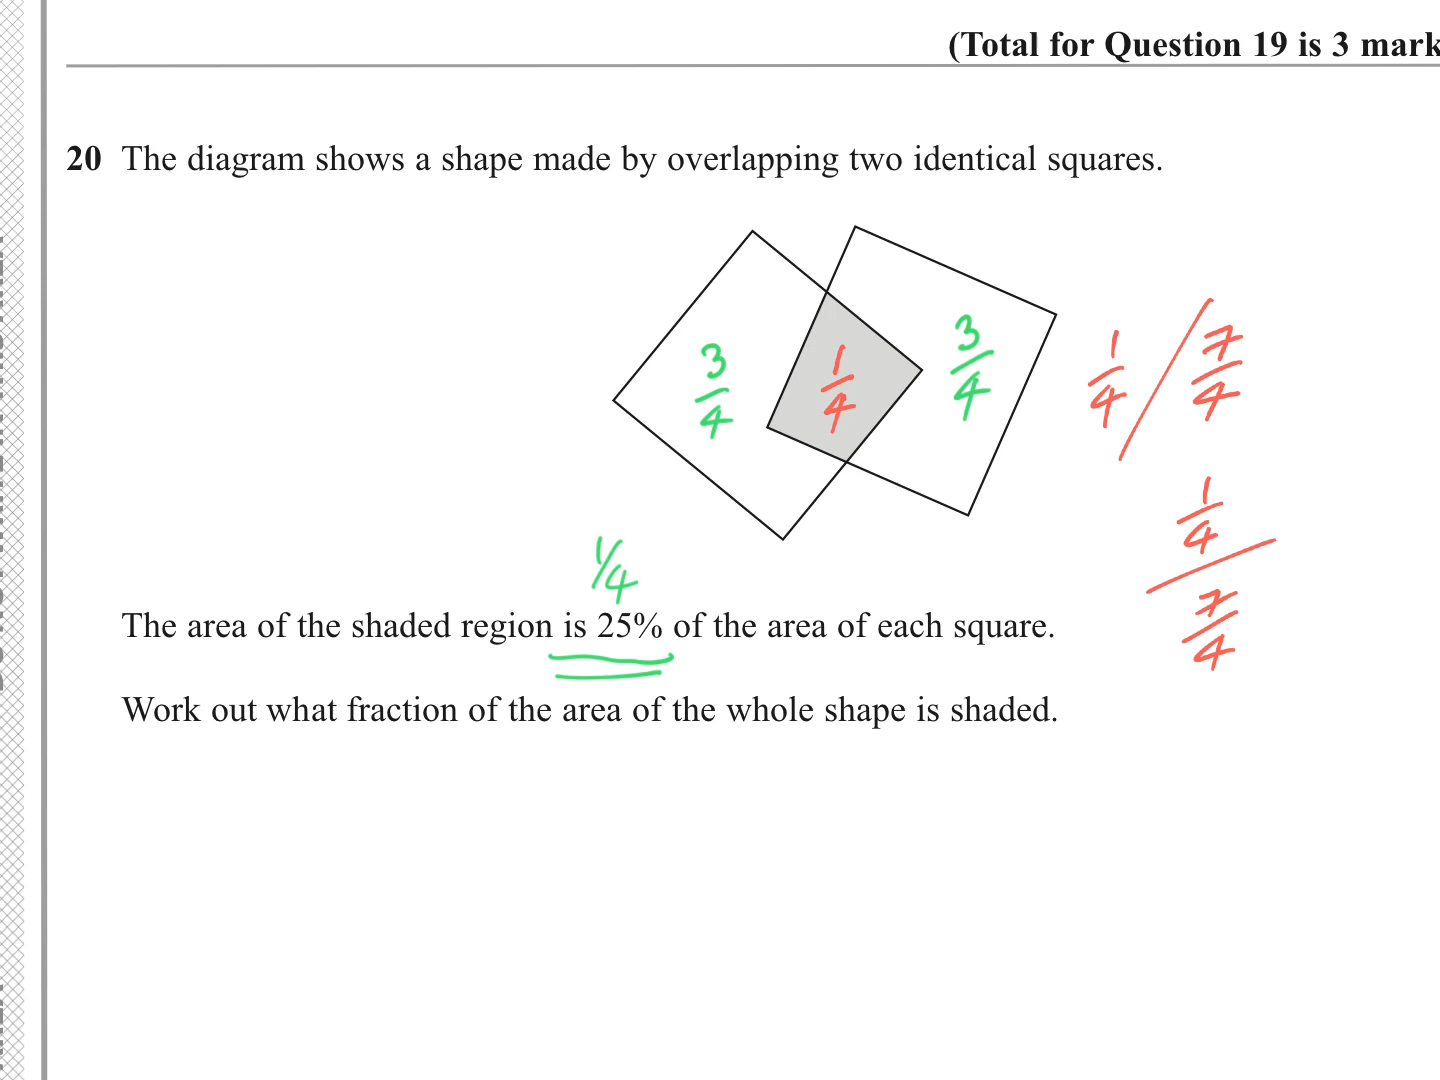 (Total for Question 19 is 3 mark
20 The diagram shows a shape made by overlapping two identical squares.
3/4
1/4
3/4
1/4 / 7/4
1/4
7/4
1/4
The area of the shaded region is 25% of the area of each square.
Work out what fraction of the area of the whole shape is shaded.